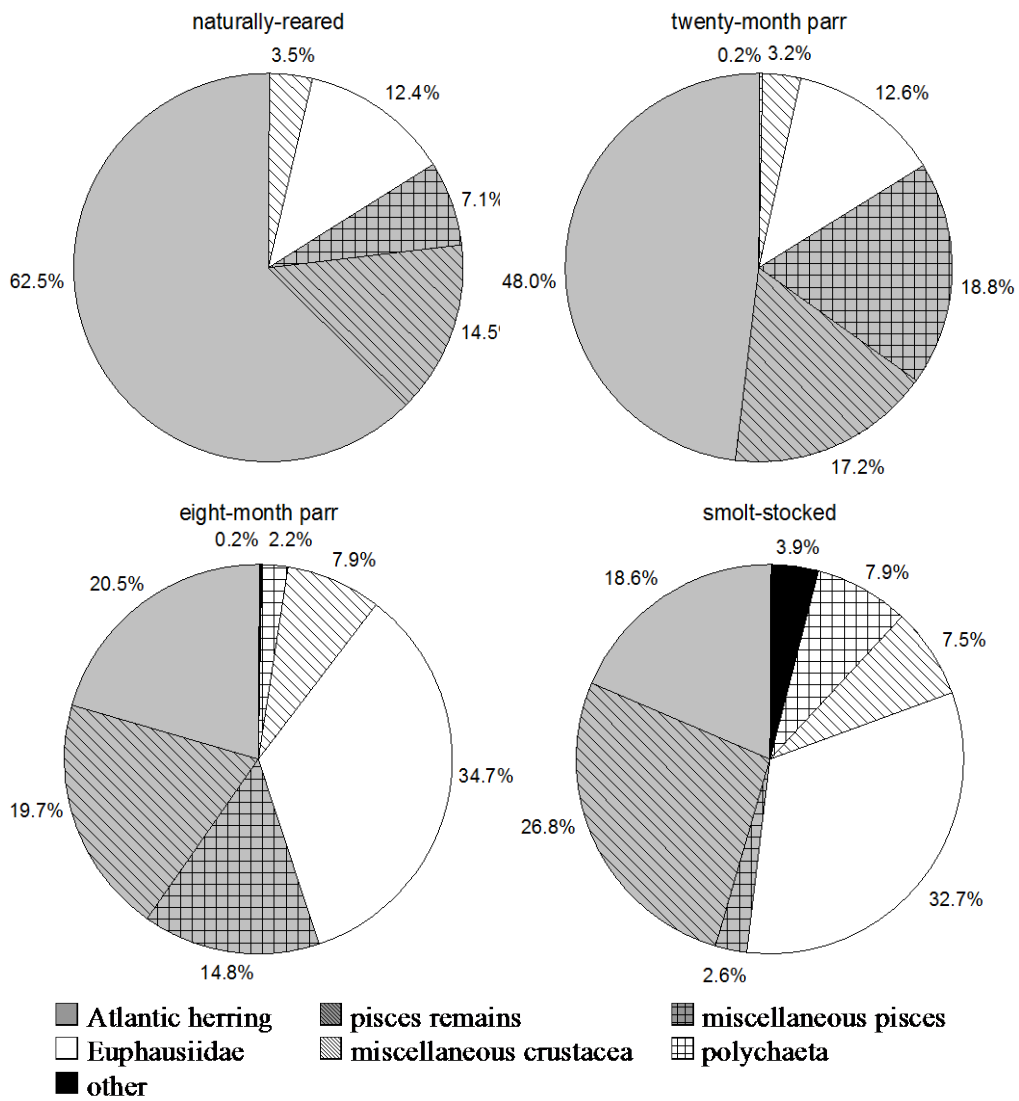 naturally-reared
3.5%
12.4%
7.1%
14.5%
62.5%
twenty-month parr
0.2%
3.2%
12.6%
18.8%
17.2%
48.0%
eight-month parr
0.2%
2.2%
7.9%
34.7%
14.8%
19.7%
20.5%
smolt-stocked
3.9%
7.9%
7.5%
32.7%
2.6%
26.8%
18.6%
Atlantic herring
pisces remains
miscellaneous pisces
Euphausiidae
miscellaneous crustacea
polychaeta
other